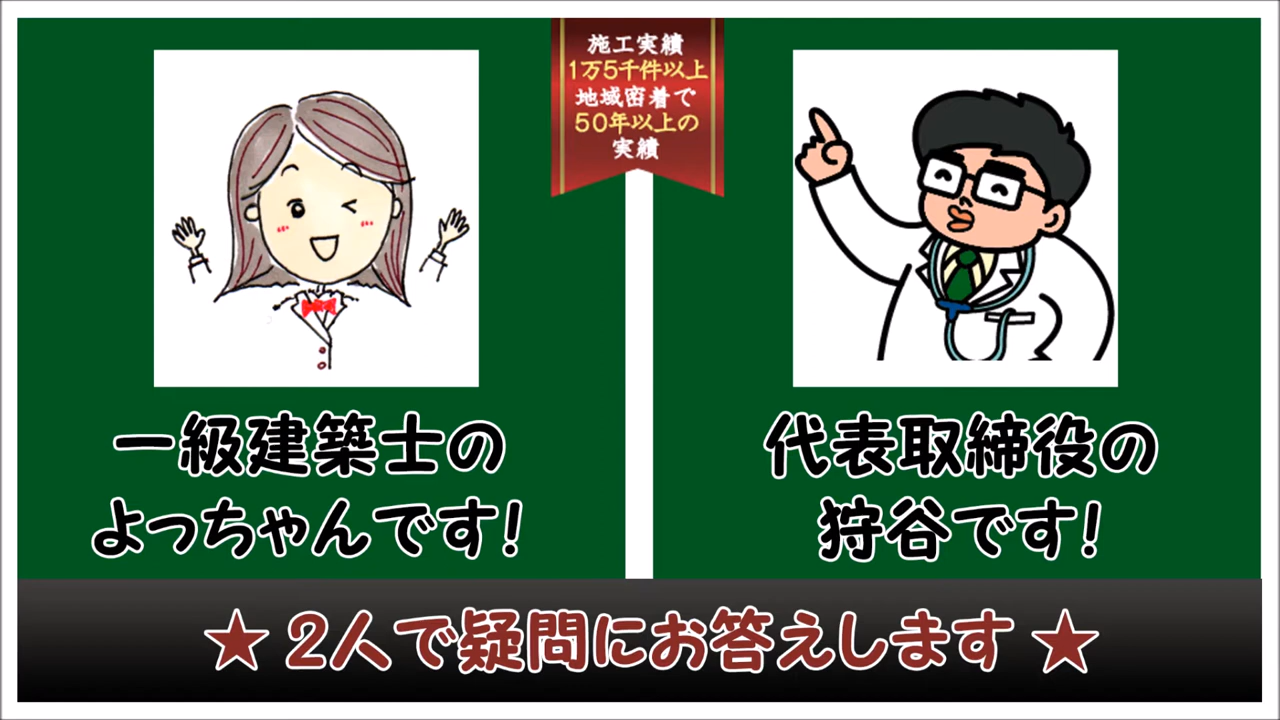 施工実績
1万5千件以上
地域密着で
50年以上の
実績
一級建築士の
よっちゃんです!
代表取締役の
狩谷です!
★ 2人で疑問にお答えします ★